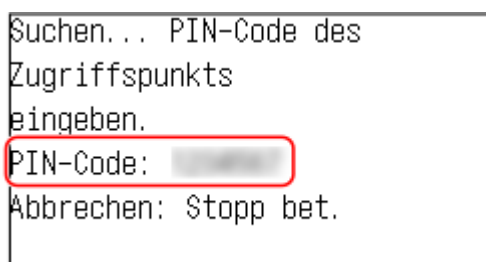 Suchen... PIN-Code des
Zugriffspunkts
eingeben.
PIN-Code:
Abbrechen: Stopp bet.